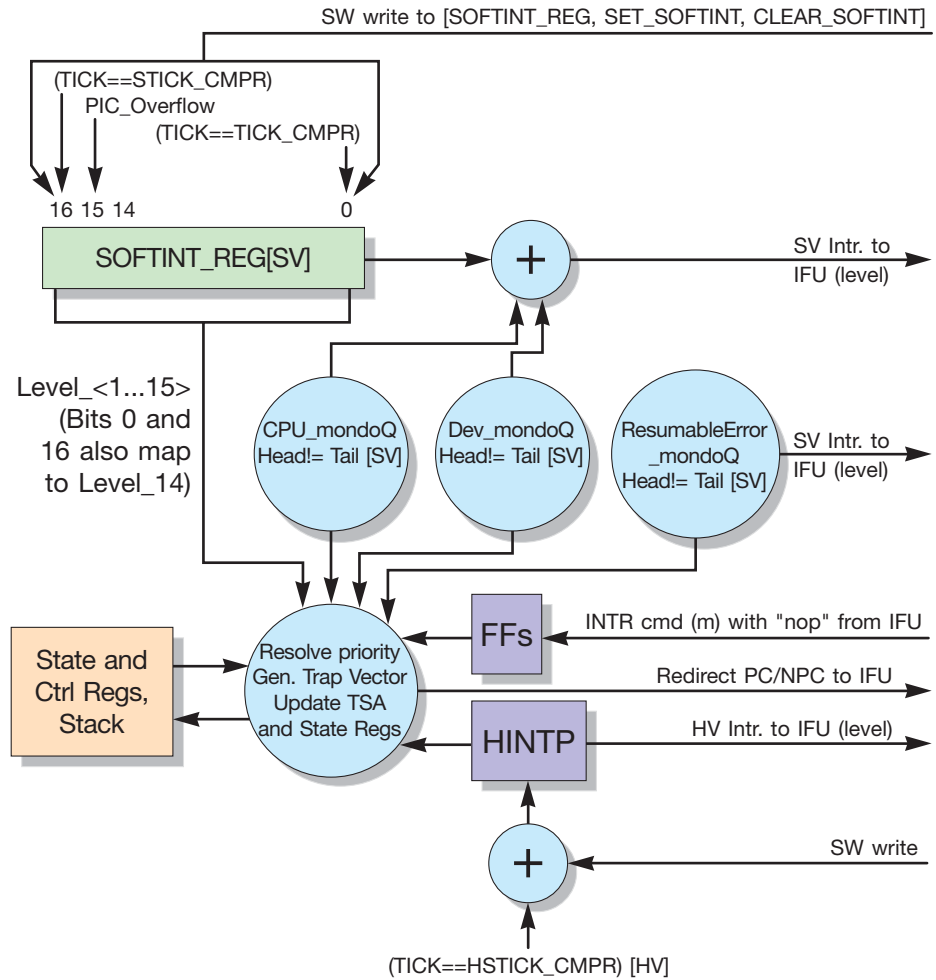 SW write to [SOFTINT_REG, SET_SOFTINT, CLEAR_SOFTINT]
(TICK==STICK_CMPR)
PIC_Overflow
(TICK==TICK_CMPR)
16 15 14 0
SOFTINT_REG[SV]
+
SV Intr. to
IFU (level)
Level_<1...15>
(Bits 0 and
16 also map
to Level_14)
CPU_mondoQ
Head!= Tail [SV]
Dev_mondoQ
Head!= Tail [SV]
ResumableError
_mondoQ
Head!= Tail [SV]
SV Intr. to
IFU (level)
FFs
INTR cmd (m) with "nop" from IFU
State and
Ctrl Regs,
Stack
Resolve priority
Gen. Trap Vector
Update TSA
and State Regs
Redirect PC/NPC to IFU
HINTP
HV Intr. to IFU (level)
+
SW write
(TICK==HSTICK_CMPR) [HV]